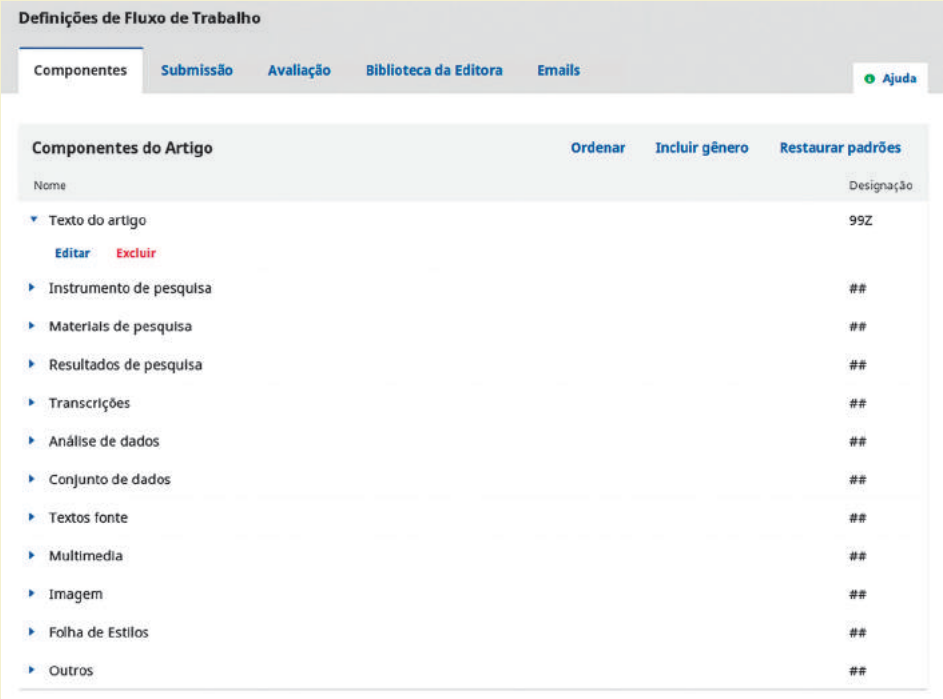 Definições de Fluxo de Trabalho
Componentes Submissão Avaliação Biblioteca da Editora Emails
Ajuda
Componentes do Artigo Ordenar Incluir gênero Restaurar padrões
Nome Designação
Texto do artigo 99Z
Editar Excluir
Instrumento de pesquisa ##
Materiais de pesquisa ##
Resultados de pesquisa ##
Transcrições ##
Análise de dados ##
Conjunto de dados ##
Textos fonte ##
Multimedia ##
Imagem ##
Folha de Estilos ##
Outros ##